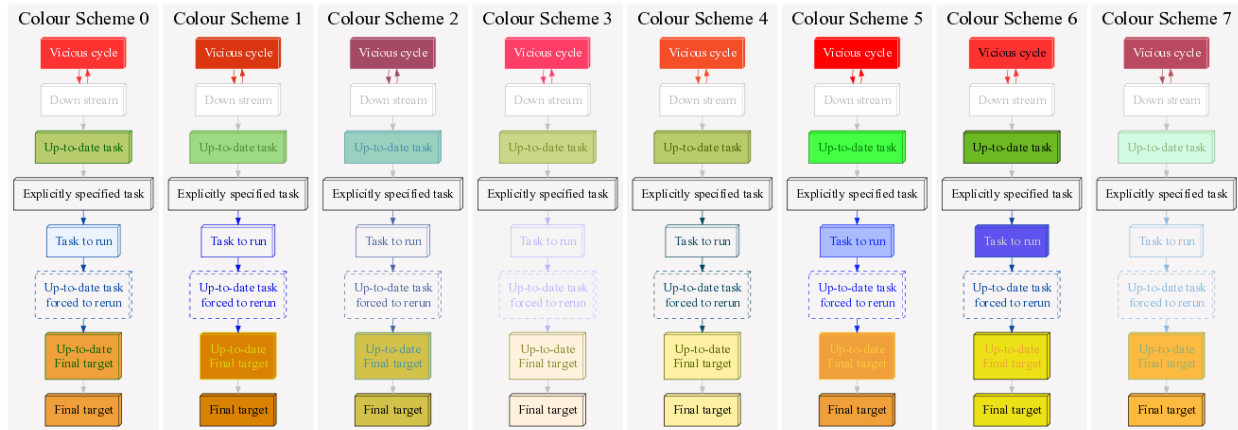 Colour Scheme 0
Vicious cycle
Down stream
Up-to-date task
Explicitly specified task
Task to run
Up-to-date task
forced to rerun
Up-to-date
Final target
Final target
Colour Scheme 1
Vicious cycle
Down stream
Up-to-date task
Explicitly specified task
Task to run
Up-to-date task
forced to rerun
Up-to-date
Final target
Final target
Colour Scheme 2
Vicious cycle
Down stream
Up-to-date task
Explicitly specified task
Task to run
Up-to-date task
forced to rerun
Up-to-date
Final target
Final target
Colour Scheme 3
Vicious cycle
Down stream
Up-to-date task
Explicitly specified task
Task to run
Up-to-date task
forced to rerun
Up-to-date
Final target
Final target
Colour Scheme 4
Vicious cycle
Down stream
Up-to-date task
Explicitly specified task
Task to run
Up-to-date task
forced to rerun
Up-to-date
Final target
Final target
Colour Scheme 5
Vicious cycle
Down stream
Up-to-date task
Explicitly specified task
Task to run
Up-to-date task
forced to rerun
Up-to-date
Final target
Final target
Colour Scheme 6
Vicious cycle
Down stream
Up-to-date task
Explicitly specified task
Task to run
Up-to-date task
forced to rerun
Up-to-date
Final target
Final target
Colour Scheme 7
Vicious cycle
Down stream
Up-to-date task
Explicitly specified task
Task to run
Up-to-date task
forced to rerun
Up-to-date
Final target
Final target